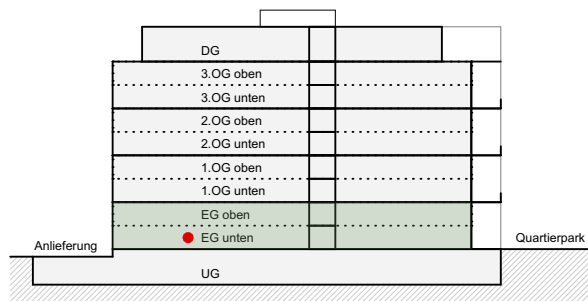 DG
3.OG oben
3.OG unten
2.OG oben
2.OG unten
1.OG oben
1.OG unten
EG oben
EG unten
Anlieferung
Quartierpark
UG